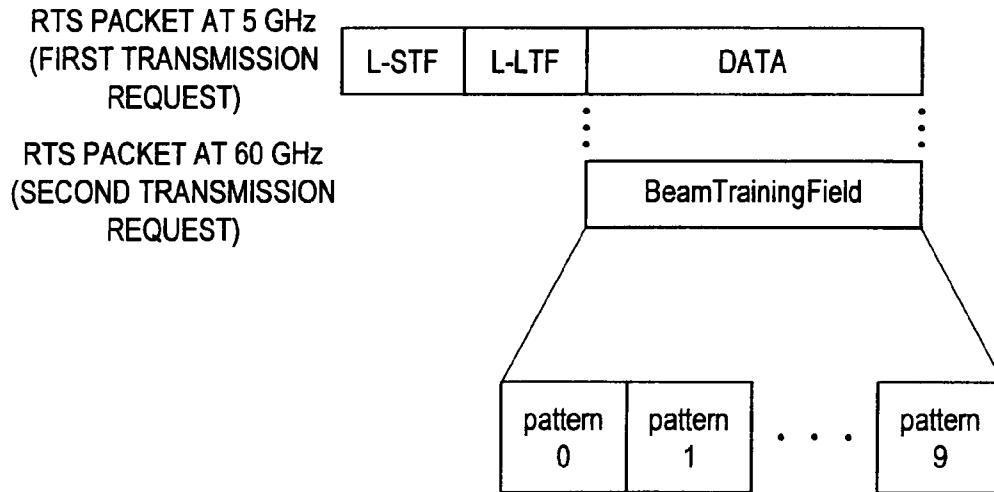 RTS PACKET AT 5 GHz
(FIRST TRANSMISSION
REQUEST)
L-STF L-LTF DATA
RTS PACKET AT 60 GHz
(SECOND TRANSMISSION
REQUEST)
BeamTrainingField
pattern pattern pattern
0 1 9